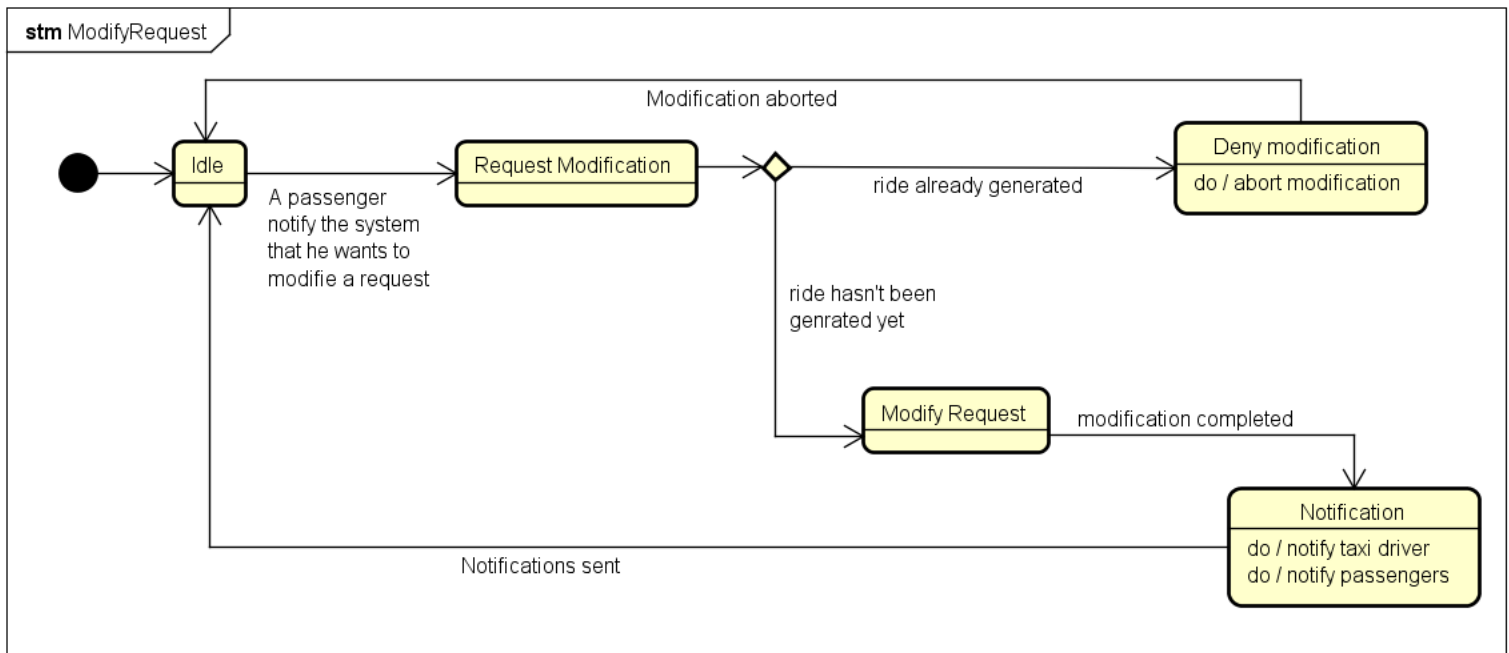 stm ModifyRequest
Modification aborted
Idle
Request Modification
Deny modification
do / abort modification
ride already generated
A passenger
notify the system
that he wants to
modifie a request
ride hasn't been
genrated yet
Modify Request
modification completed
Notification
do / notify taxi driver
do / notify passengers
Notifications sent